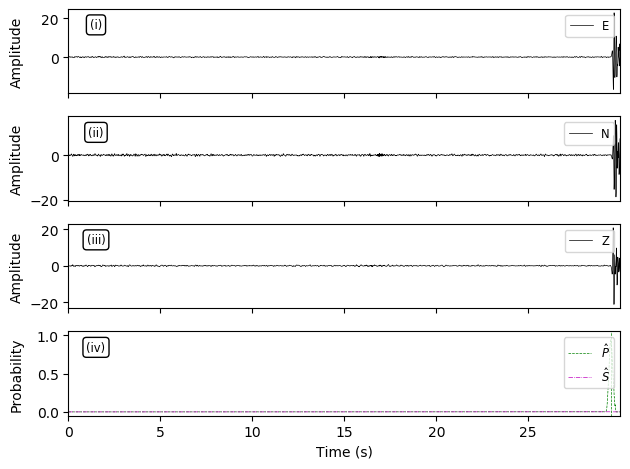 Amplitude
20
0
(i)
E
Amplitude
0
−20
(ii)
N
Amplitude
20
0
−20
(iii)
Z
Probability
1.0
0.5
0.0
(iv)
P̂
Ŝ
0 5 10 15 20 25
Time (s)